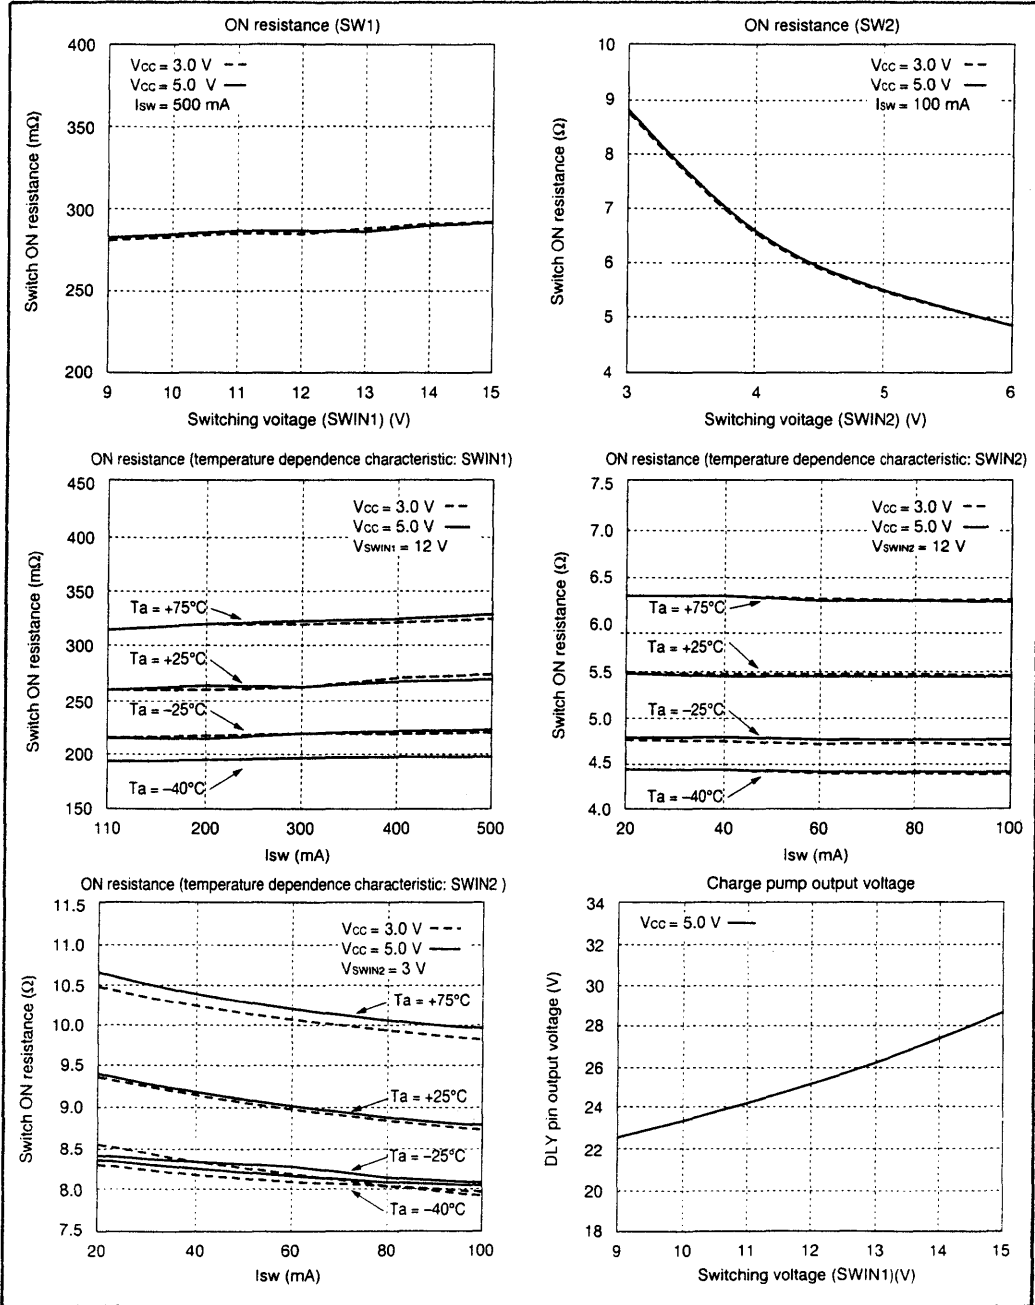 ON resistance (SW1)
400
350
300
250
200
Switch ON resistance (mΩ)
VCC = 3.0 V
VCC = 5.0 V
ISW = 500 mA
9 10 11 12 13 14 15
Switching voltage (SWIN1) (V)
ON resistance (SW2)
10
9
8
7
6
5
4
Switch ON resistance (Ω)
VCC = 3.0 V
VCC = 5.0 V
ISW = 100 mA
3 4 5 6
Switching voltage (SWIN2) (V)
ON resistance (temperature dependence characteristic: SWIN1)
450
400
350
300
250
200
150
Switch ON resistance (mΩ)
VCC = 3.0 V
VCC = 5.0 V
VSWIN1 = 12 V
Ta = +75°C
Ta = +25°C
Ta = –25°C
Ta = –40°C
110 200 300 400 500
Isw (mA)
ON resistance (temperature dependence characteristic: SWIN2)
7.5
7.0
6.5
6.0
5.5
5.0
4.5
4.0
Switch ON resistance (Ω)
VCC = 3.0 V
VCC = 5.0 V
VSWIN2 = 12 V
Ta = +75°C
Ta = +25°C
Ta = –25°C
Ta = –40°C
20 40 60 80 100
Isw (mA)
ON resistance (temperature dependence characteristic: SWIN2 )
11.5
11.0
10.5
10.0
9.5
9.0
8.5
8.0
7.5
Switch ON resistance (Ω)
VCC = 3.0 V
VCC = 5.0 V
VSWIN2 = 3 V
Ta = +75°C
Ta = +25°C
Ta = –25°C
Ta = –40°C
20 40 60 80 100
Isw (mA)
Charge pump output voltage
34
32
30
28
26
24
22
20
18
DLY pin output voltage (V)
VCC = 5.0 V
9 10 11 12 13 14 15
Switching voltage (SWIN1)(V)